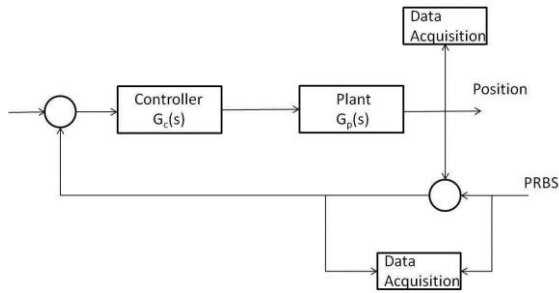 Data
Acquisition
Controller
G_c(s)
Plant
G_p(s)
Position
PRBS
Data
Acquisition